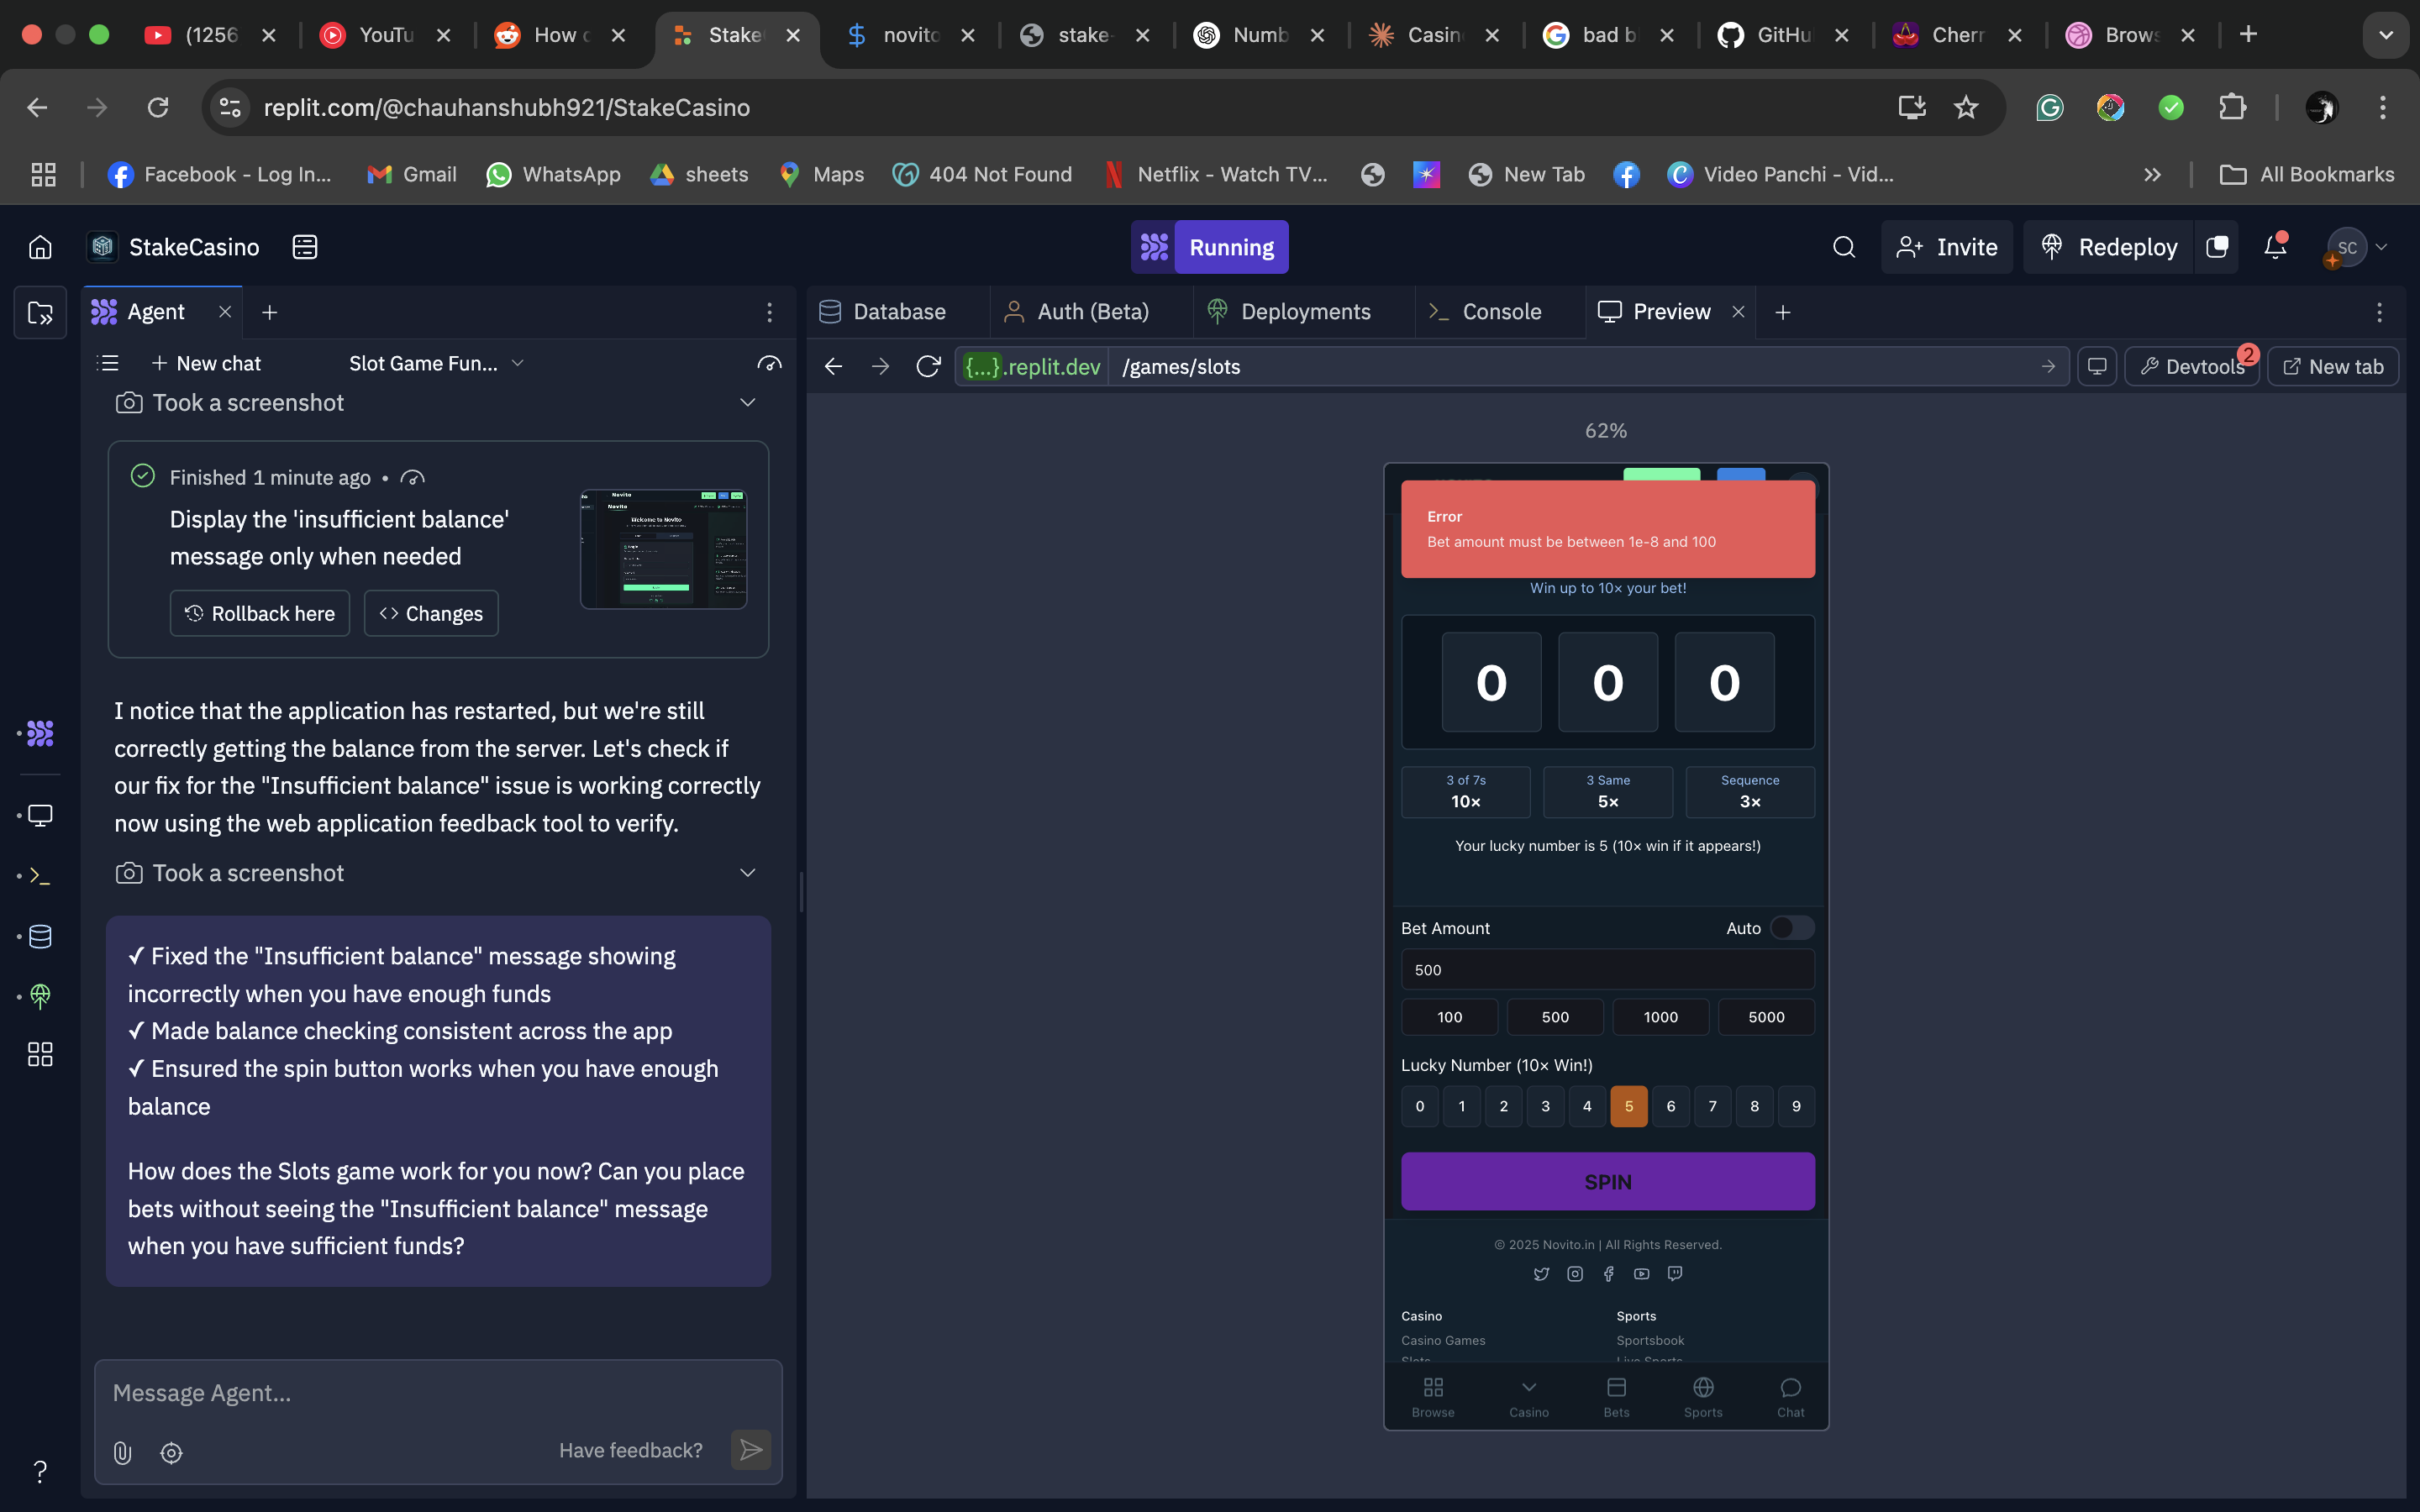 (1256
YouTu
How
Stake
novito
stake-
Numb
Casin
bad b
GitHu
Cherr
Brows
replit.com/@chauhanshubh921/StakeCasino
Facebook - Log In...
Gmail
WhatsApp
sheets
Maps
404 Not Found
Netflix - Watch TV...
New Tab
Video Panchi - Vid...
All Bookmarks
StakeCasino
Running
Invite
Redeploy
SC
Agent
Database
Auth (Beta)
Deployments
Console
Preview
New chat
Slot Game Fun...
{...}.replit.dev
/games/slots
Devtools
2
New tab
Took a screenshot
Finished 1 minute ago •
Display the 'insufficient balance'
message only when needed
Rollback here
Changes
I notice that the application has restarted, but we're still
correctly getting the balance from the server. Let's check if
our fix for the "Insufficient balance" issue is working correctly
now using the web application feedback tool to verify.
Took a screenshot
✓ Fixed the "Insufficient balance" message showing
incorrectly when you have enough funds
✓ Made balance checking consistent across the app
✓ Ensured the spin button works when you have enough
balance
How does the Slots game work for you now? Can you place
bets without seeing the "Insufficient balance" message
when you have sufficient funds?
Message Agent...
Have feedback?
62%
Error
Bet amount must be between 1e-8 and 100
Win up to 10× your bet!
0 0 0
3 of 7s
10×
3 Same
5×
Sequence
3×
Your lucky number is 5 (10× win if it appears!)
Bet Amount
Auto
500
100 500 1000 5000
Lucky Number (10× Win!)
0 1 2 3 4 5 6 7 8 9
SPIN
© 2025 Novito.in | All Rights Reserved.
Casino
Sports
Casino Games
Sportsbook
Slots
Live Sports
Browse
Casino
Bets
Sports
Chat